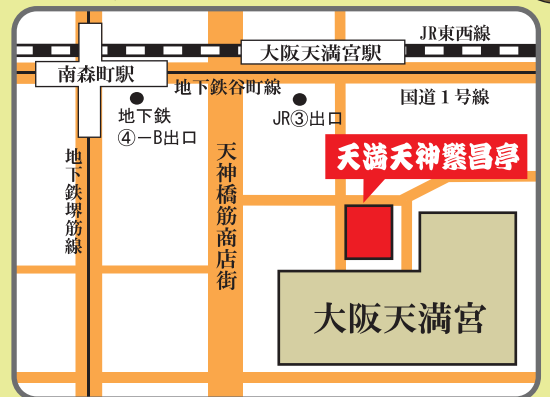 JR東西線
大阪天満宮駅
南森町駅
地下鉄谷町線
国道1号線
地下鉄
④－B出口
JR③出口
天満天神繁昌亭
地下鉄堺筋線
天神橋筋商店街
大阪天満宮